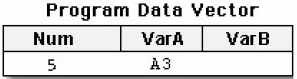 Program Data Vector
Num VarA VarB
5 A3